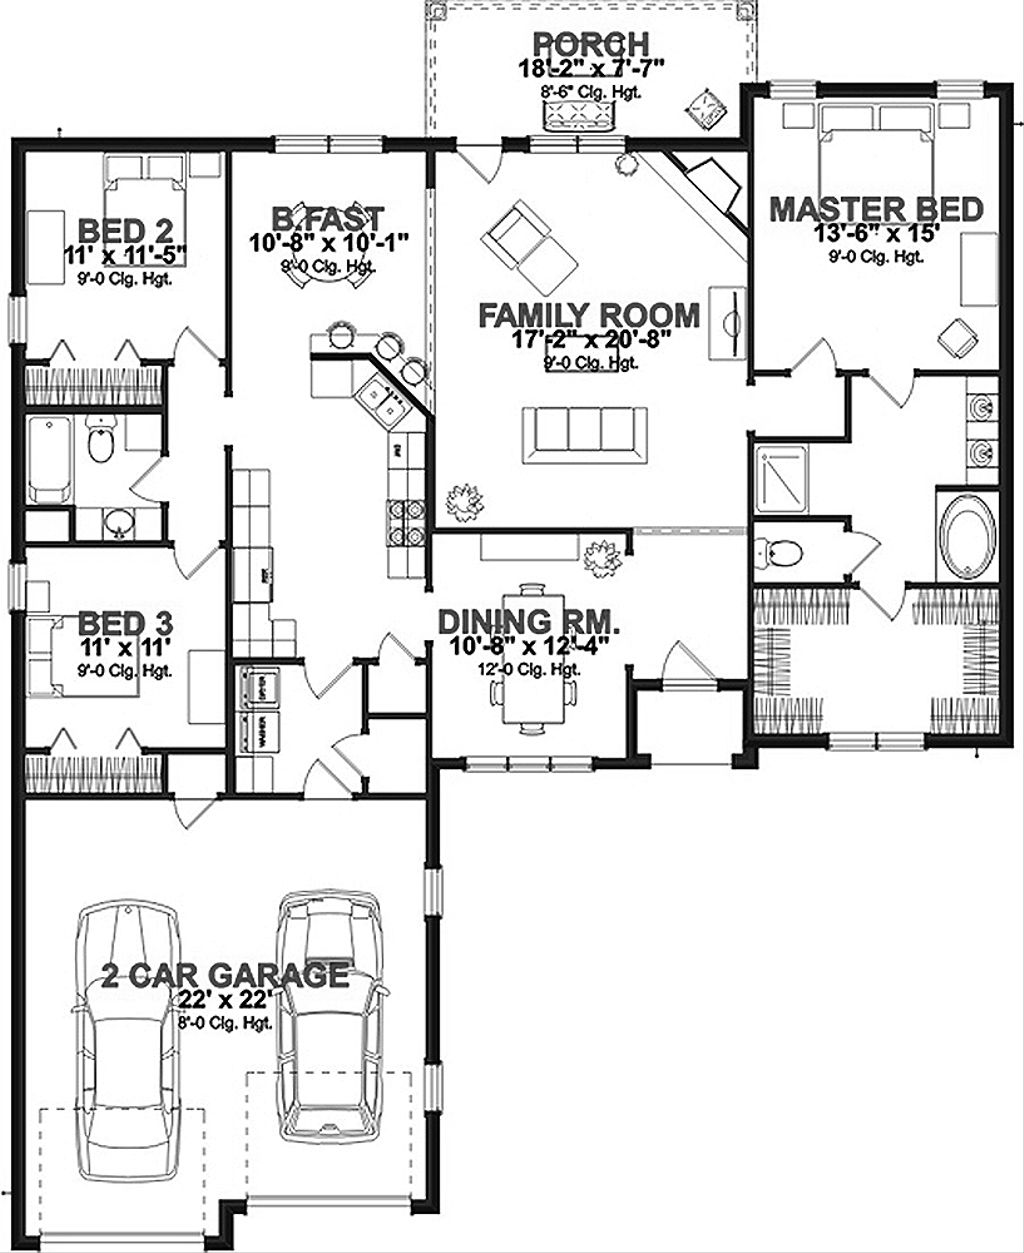 PORCH
18'-2" x 7'-7"
8'-6" Clg. Hgt.
MASTER BED
13'-6" x 15'
9'-0 Clg. Hgt.
BED 2
11' x 11'-5"
9'-0 Clg. Hgt.
B.FAST
10'-8" x 10'-1"
9'-0 Clg. Hgt.
FAMILY ROOM
17'-2" x 20'-8"
9'-0 Clg. Hgt.
BED 3
11' x 11'
9'-0 Clg. Hgt.
DINING RM.
10'-8" x 12'-4"
12'-0 Clg. Hgt.
DRYER
WASHER
2 CAR GARAGE
22' x 22'
8'-0 Clg. Hgt.